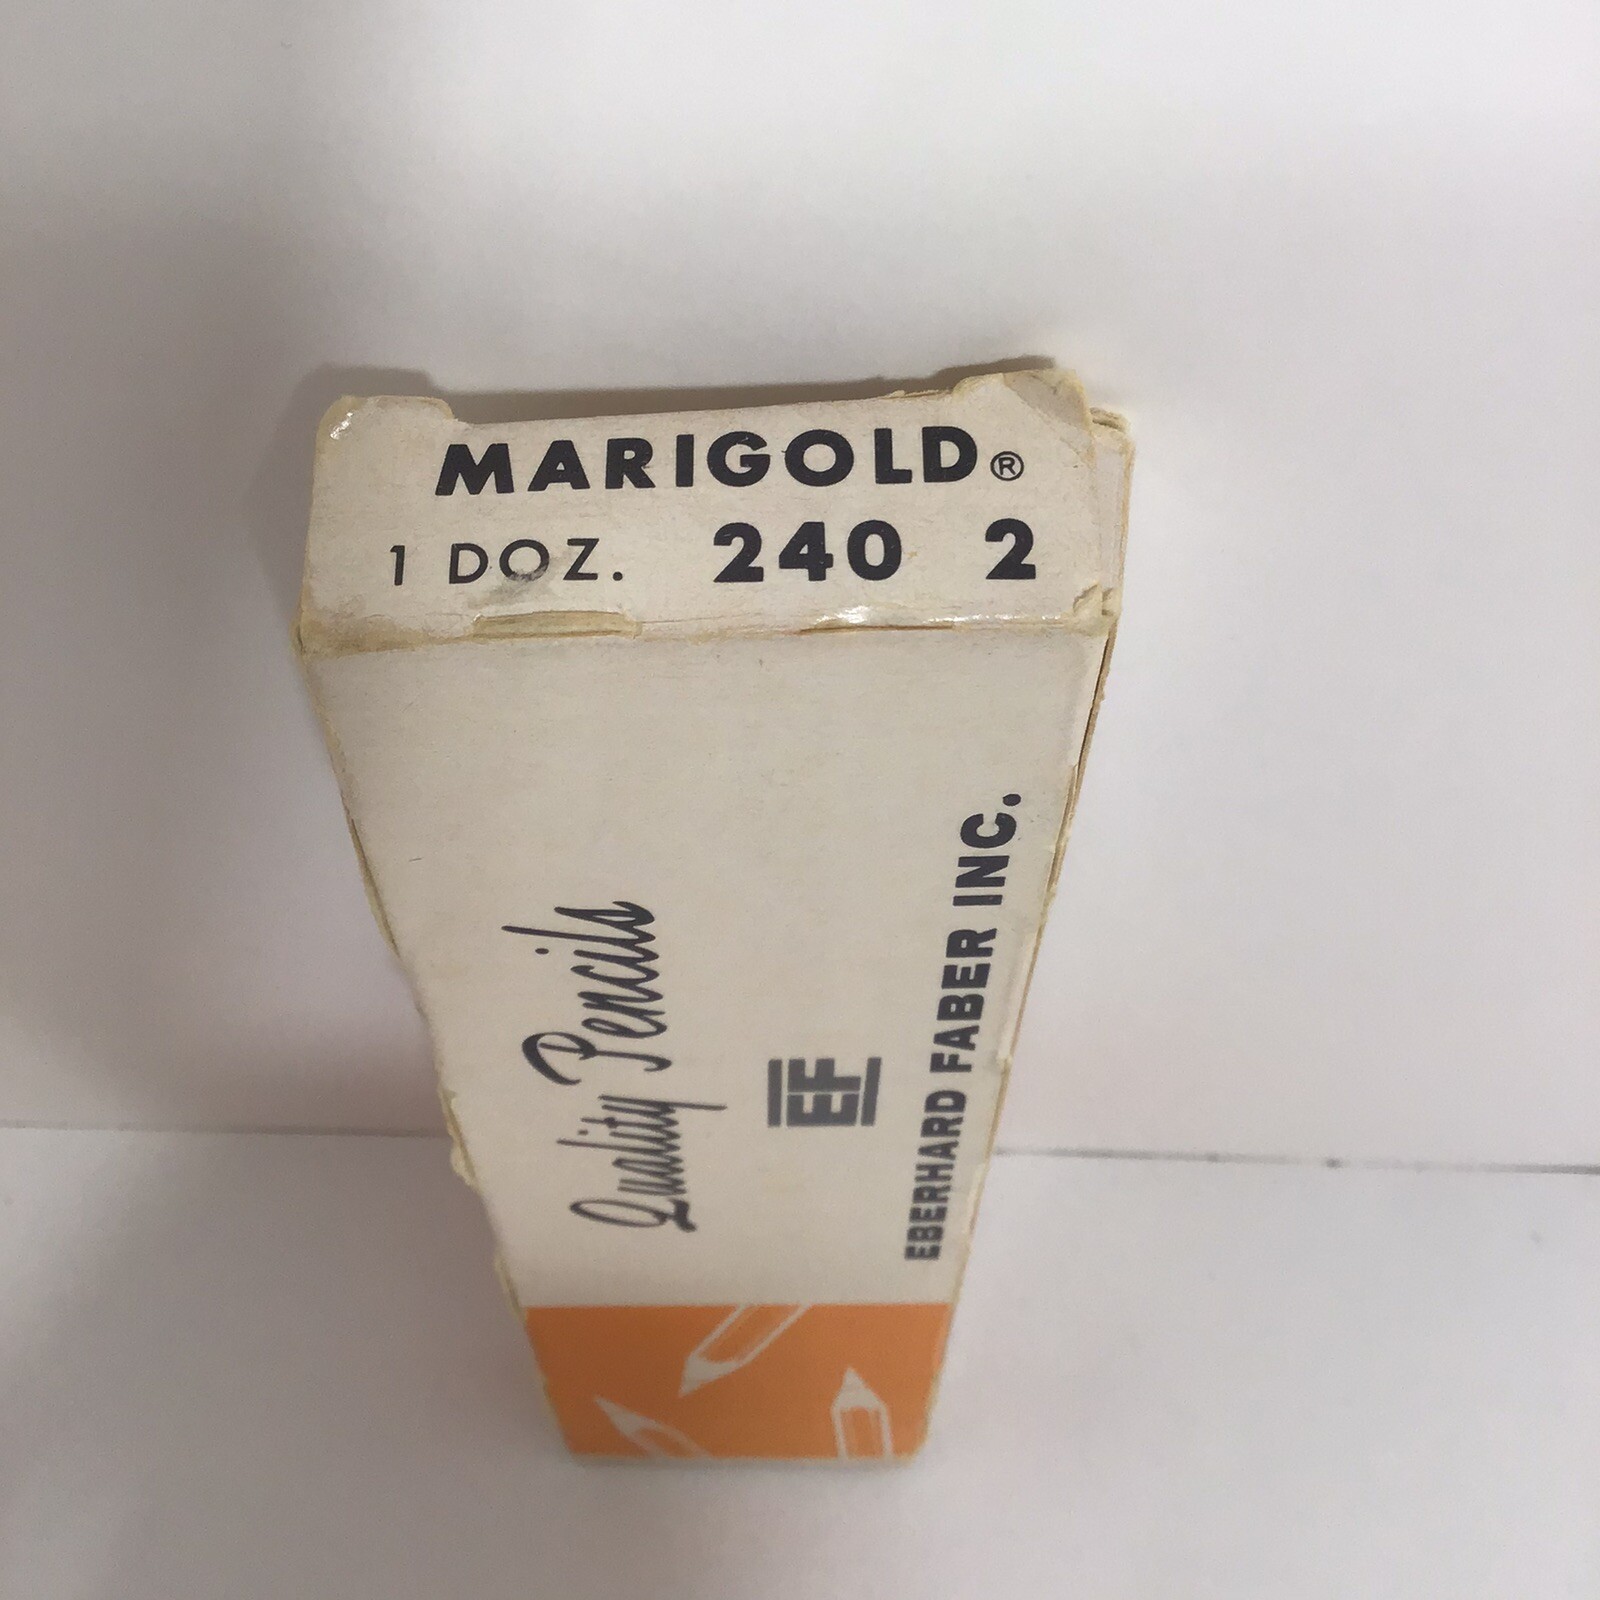 MARIGOLD®
1 DOZ. 240 2
Quality Pencils
EF
EBERHARD FABER INC.